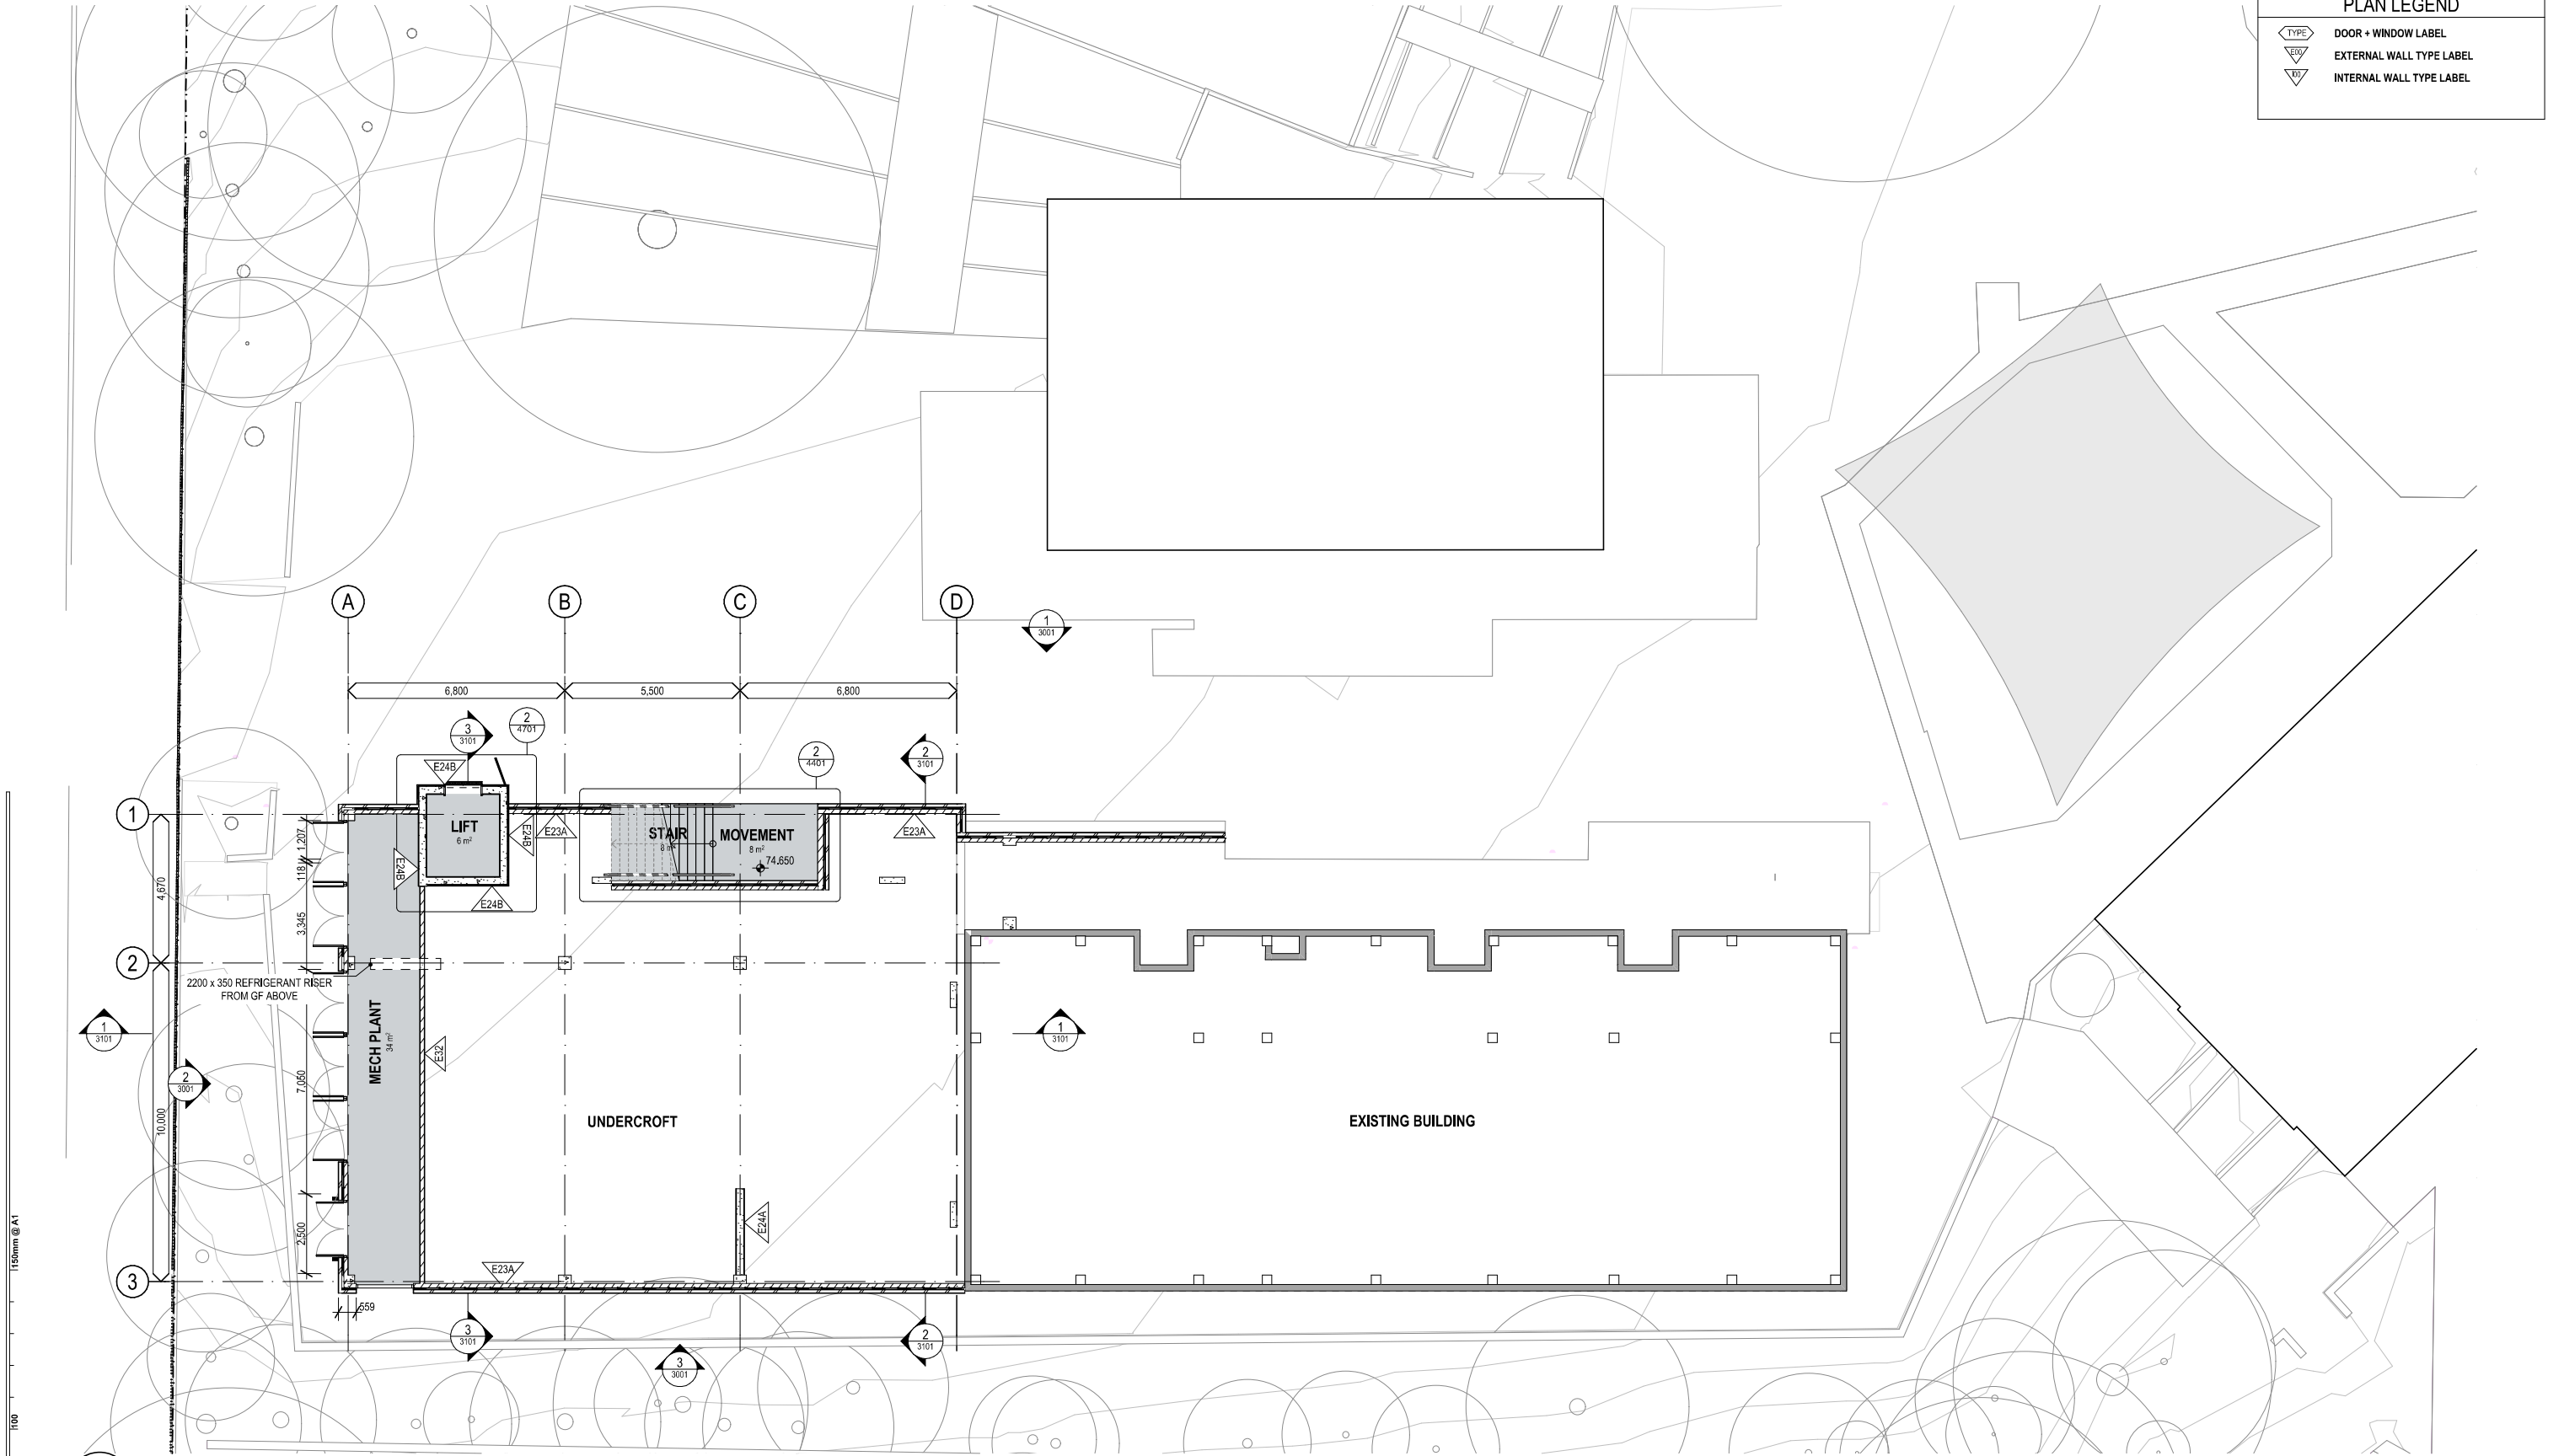 PLAN LEGEND
TYPE DOOR + WINDOW LABEL
E00 EXTERNAL WALL TYPE LABEL
I00 INTERNAL WALL TYPE LABEL
A
B
C
D
1
3001
6,800
5,500
6,800
3
3101
2
4701
2
4401
2
3101
E24B
1
LIFT
6 m²
E24B
E23A
STAIR
8 m²
MOVEMENT
8 m²
74.650
E23A
1,207
118
4,670
E24B
E24B
3,345
2
2200 x 350 REFRIGERANT RISER
FROM GF ABOVE
1
3101
MECH PLANT
34 m²
E32
1
3101
2
3001
7,050
10,000
UNDERCROFT
EXISTING BUILDING
2,500
E24A
E23A
3
559
3
3101
2
3101
3
3001
150mm @ A1
100